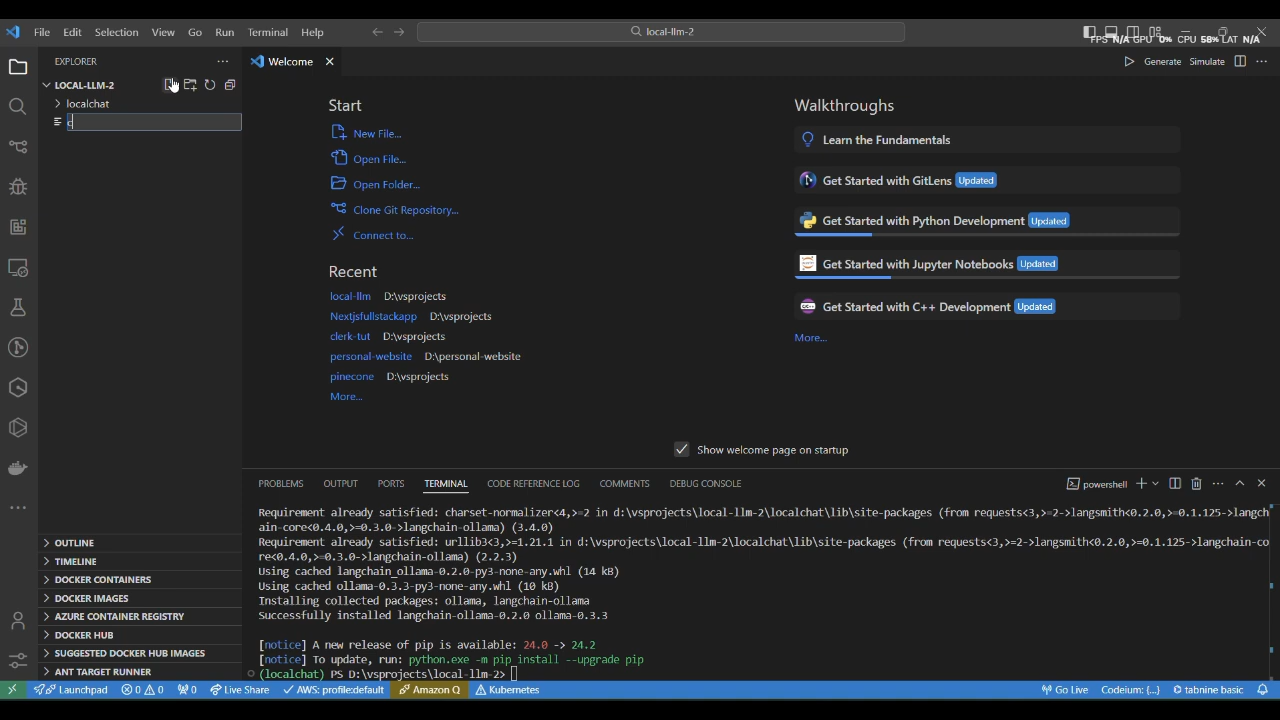 File Edit Selection View Go Run Terminal Help
local-llm-2
FPS N/A GPU 0% CPU 58% LAT N/A
EXPLORER
Welcome
Generate Simulate
LOCAL-LLM-2
localchat
c
Start
New File...
Open File...
Open Folder...
Clone Git Repository...
Connect to...
Recent
local-llm D:\vsprojects
Nextjsfullstackapp D:\vsprojects
clerk-tut D:\vsprojects
personal-website D:\personal-website
pinecone D:\vsprojects
More...
Walkthroughs
Learn the Fundamentals
Get Started with GitLens Updated
Get Started with Python Development Updated
Get Started with Jupyter Notebooks Updated
Get Started with C++ Development Updated
More...
Show welcome page on startup
OUTLINE
TIMELINE
DOCKER CONTAINERS
DOCKER IMAGES
AZURE CONTAINER REGISTRY
DOCKER HUB
SUGGESTED DOCKER HUB IMAGES
ANT TARGET RUNNER
PROBLEMS OUTPUT PORTS TERMINAL CODE REFERENCE LOG COMMENTS DEBUG CONSOLE
powershell
Requirement already satisfied: charset-normalizer<4,>=2 in d:\vsprojects\local-llm-2\localchat\lib\site-packages (from requests<3,>=2->langsmith<0.2.0,>=0.1.125->langch
ain-core<0.4.0,>=0.3.0->langchain-ollama) (3.4.0)
Requirement already satisfied: urllib3<3,>=1.21.1 in d:\vsprojects\local-llm-2\localchat\lib\site-packages (from requests<3,>=2->langsmith<0.2.0,>=0.1.125->langchain-co
re<0.4.0,>=0.3.0->langchain-ollama) (2.2.3)
Using cached langchain_ollama-0.2.0-py3-none-any.whl (14 kB)
Using cached ollama-0.3.3-py3-none-any.whl (10 kB)
Installing collected packages: ollama, langchain-ollama
Successfully installed langchain-ollama-0.2.0 ollama-0.3.3
[notice] A new release of pip is available: 24.0 -> 24.2
[notice] To update, run: python.exe -m pip install --upgrade pip
(localchat) PS D:\vsprojects\local-llm-2>
Launchpad 0 0 0 Live Share AWS: profile:default Amazon Q Kubernetes
Go Live Codeium: {...} tabnine basic